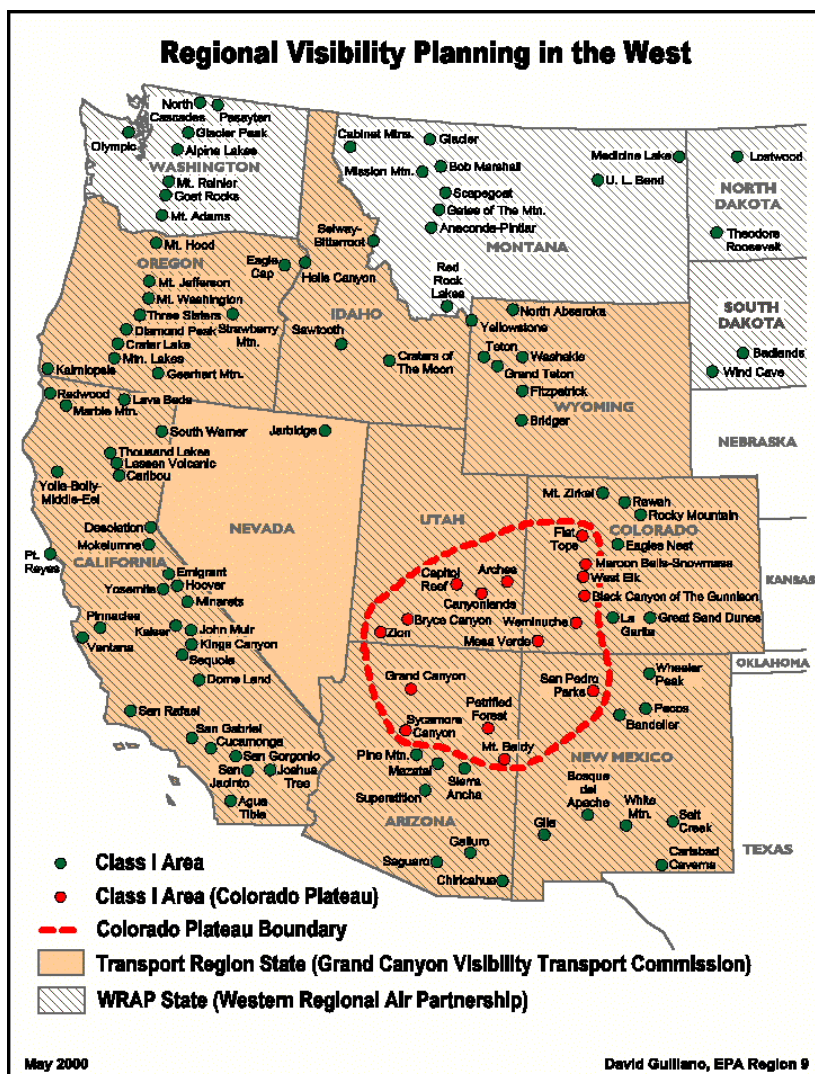 Regional Visibility Planning in the West
North
Cascades
Pasayten
Glacier Peak
Olympic
Alpine Lakes
WASHINGTON
Mt. Rainier
Goat Rocks
Mt. Adams
Cabinet Mtns.
Glacier
Mission Mtn.
Bob Marshall
Scapegoat
Gates of The Mtn.
Anaconda-Pintlar
Medicine Lake
U. L. Bend
MONTANA
Selway-
Bitterroot
Red
Rock
Lakes
Lostwood
NORTH
DAKOTA
Theodore
Roosevelt
SOUTH
DAKOTA
Badlands
Wind Cave
NEBRASKA
Mt. Hood
OREGON
Eagle
Cap
Hells Canyon
Mt. Jefferson
Mt. Washington
Three Sisters
Diamond Peak
Strawberry
Mtn.
Crater Lake
Mtn. Lakes
Kalmiopsis
Gearhart Mtn.
IDAHO
Sawtooth
Craters of
The Moon
North Absaroka
Yellowstone
Teton
Washakie
Grand Teton
Fitzpatrick
WYOMING
Bridger
Redwood
Marble Mtn.
Lava Beds
South Warner
Jarbidge
Thousand Lakes
Lassen Volcanic
Caribou
Yolla-Bolly-
Middle-Eel
Desolation
Mokelumne
NEVADA
UTAH
Pt.
Reyes
CALIFORNIA
Emigrant
Hoover
Yosemite
Minarets
Pinnacles
Ventana
Kaiser
John Muir
Kings Canyon
Sequoia
Dome Land
San Rafael
San Gabriel
Cucamonga
San Gorgonio
San
Jacinto
Joshua
Tree
Agua
Tibia
Mt. Zirkel
Rawah
Rocky Mountain
COLORADO
Flat
Tops
Eagles Nest
Maroon Bells-Snowmass
West Elk
Black Canyon of The Gunnison
KANSAS
Capitol
Reef
Arches
Canyonlands
Bryce Canyon
Zion
Weminuche
Mesa Verde
La
Garita
Great Sand Dunes
OKLAHOMA
Grand Canyon
San Pedro
Parks
Wheeler
Peak
Pecos
Bandelier
Petrified
Forest
Sycamore
Canyon
Mt. Baldy
NEW MEXICO
Pine Mtn.
Mazatal
Sierra
Ancha
Superstition
ARIZONA
Bosque
del
Apache
White
Mtn.
Salt
Creek
Gila
Galiuro
Saguaro
Chiricahua
Carlsbad
Caverns
TEXAS
Class I Area
Class I Area (Colorado Plateau)
Colorado Plateau Boundary
Transport Region State (Grand Canyon Visibility Transport Commission)
WRAP State (Western Regional Air Partnership)
May 2000
David Guiliano, EPA Region 9